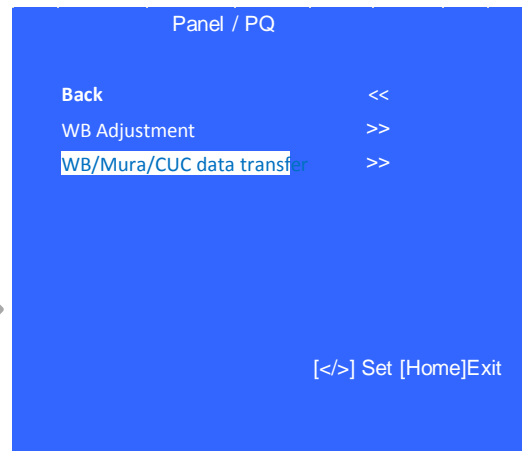 Panel / PQ
Back <<
WB Adjustment >>
WB/Mura/CUC data transfer >>
[</>] Set [Home]Exit